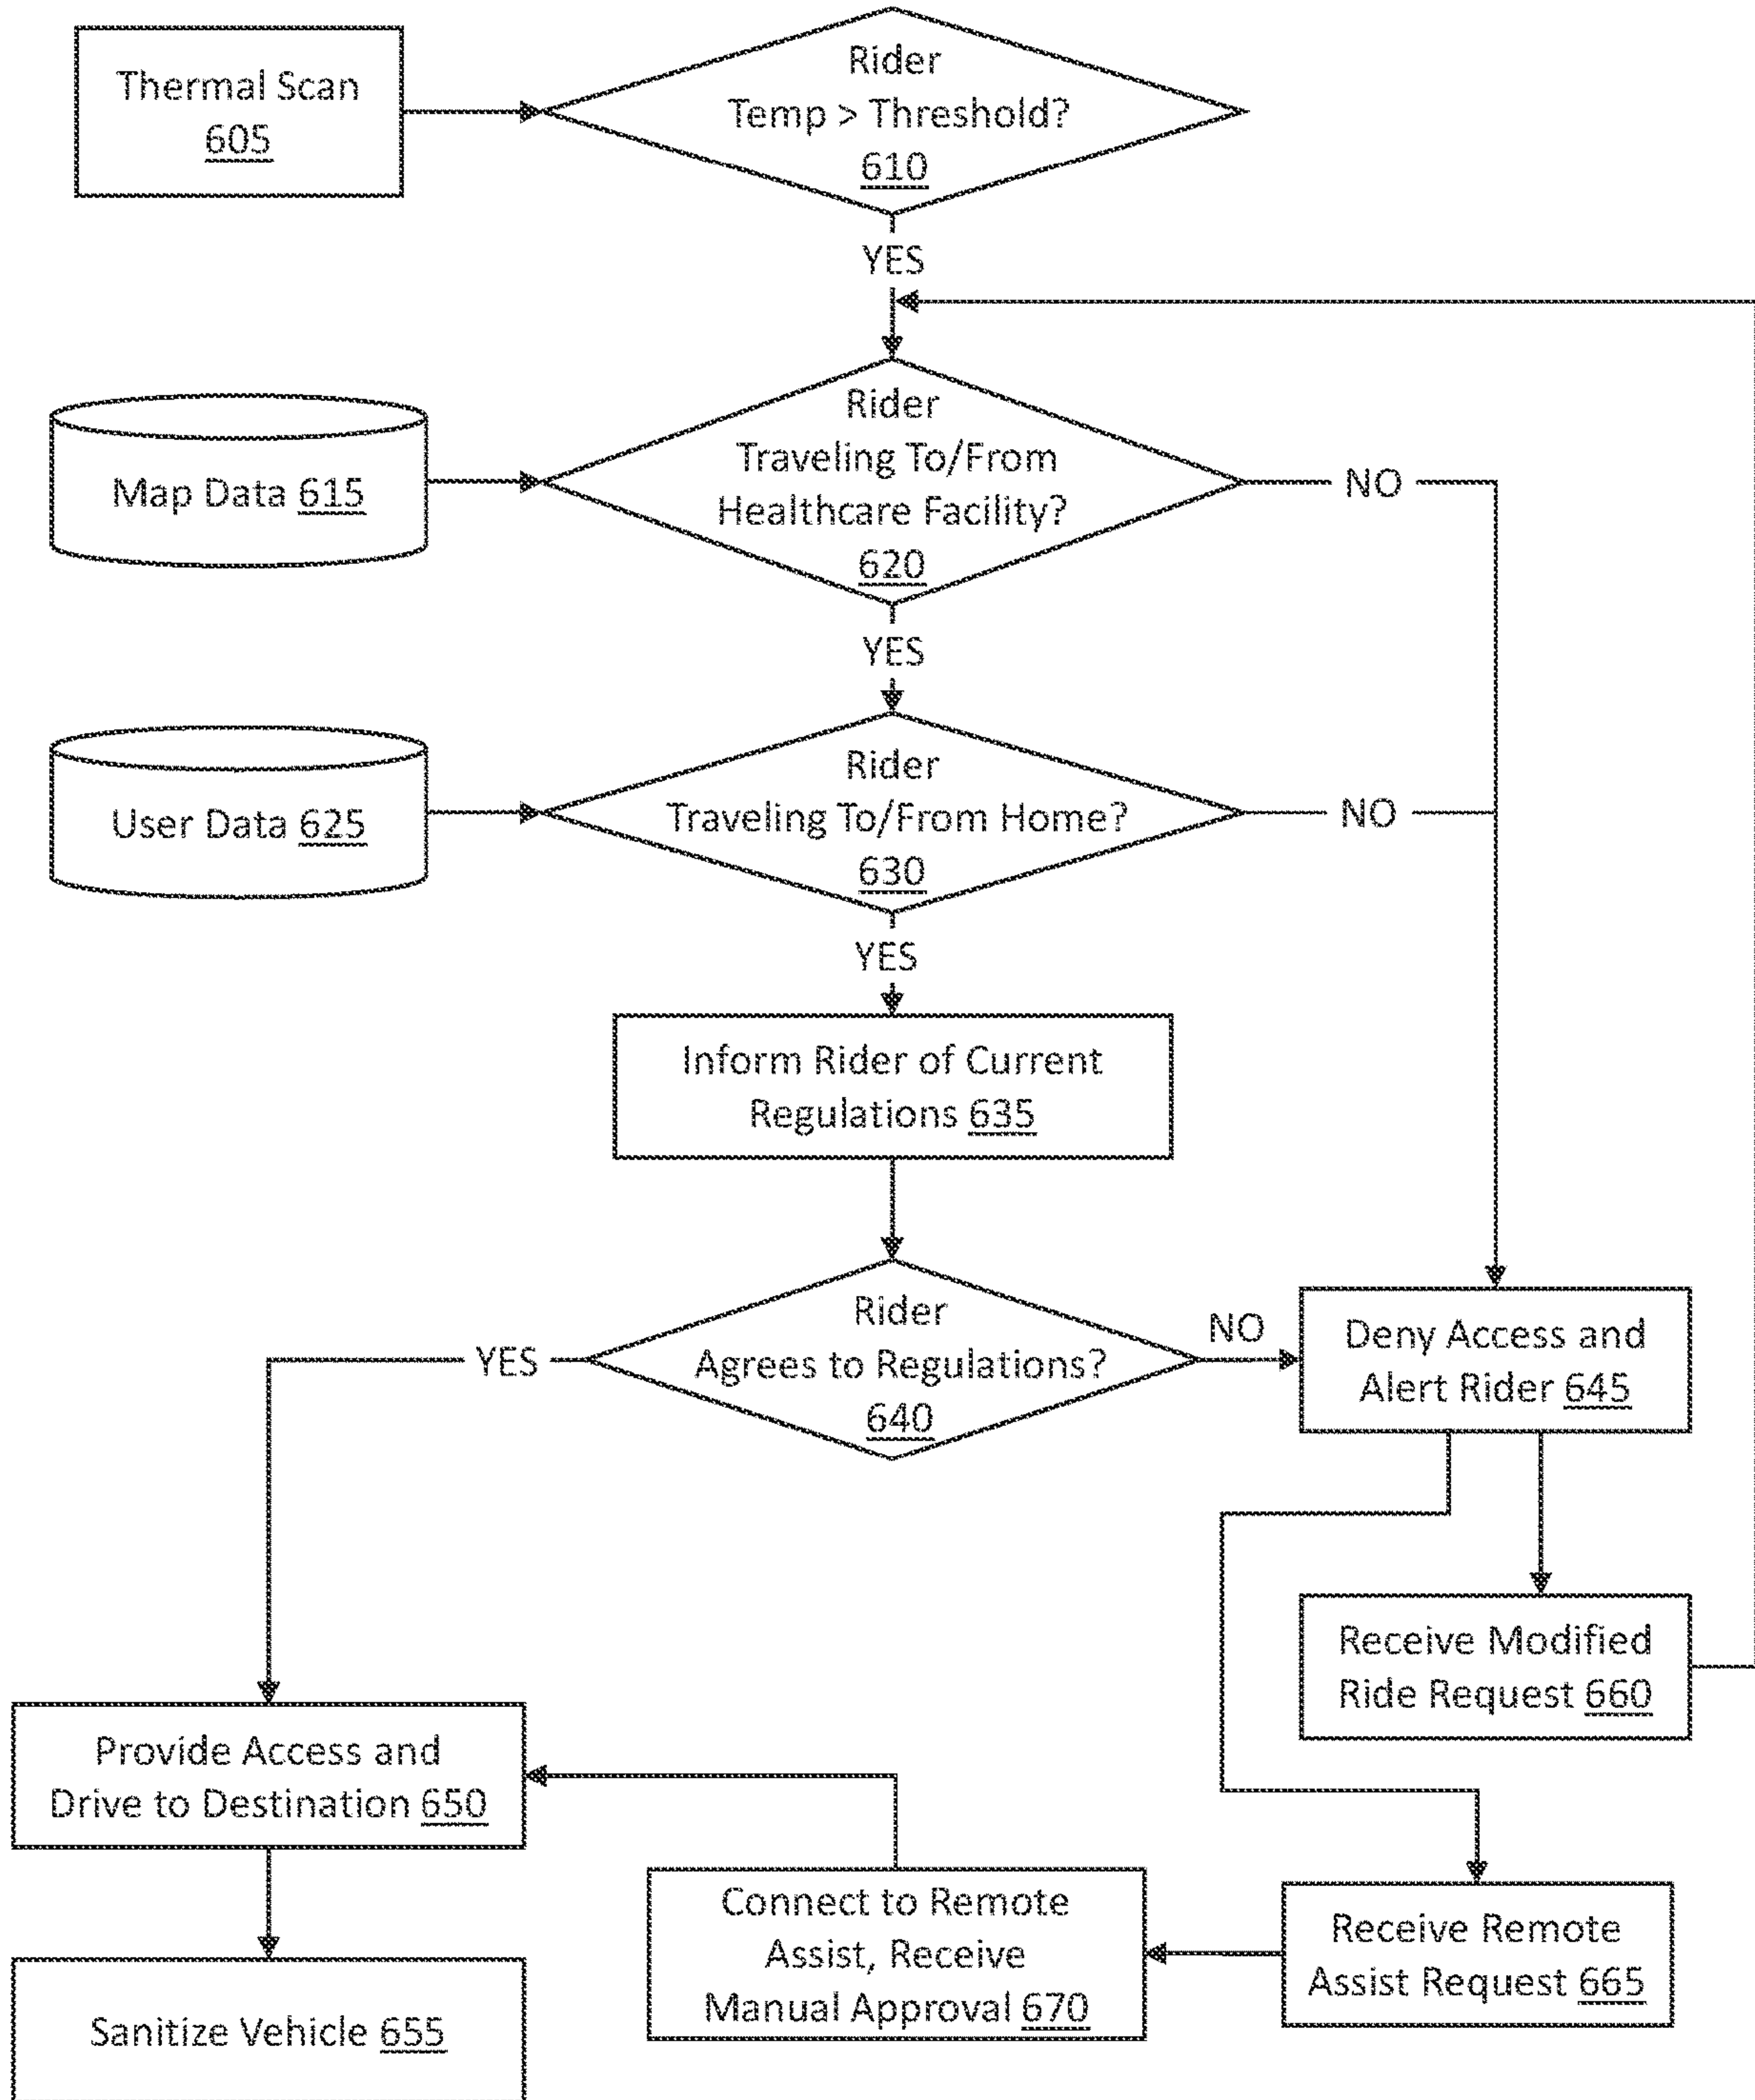 Thermal Scan
605
Rider
Temp > Threshold?
610
YES
Map Data 615
Rider
Traveling To/From
Healthcare Facility?
620
NO
YES
User Data 625
Rider
Traveling To/From Home?
630
NO
YES
Inform Rider of Current
Regulations 635
Rider
Agrees to Regulations?
640
YES
NO
Deny Access and
Alert Rider 645
Receive Modified
Ride Request 660
Provide Access and
Drive to Destination 650
Connect to Remote
Assist, Receive
Manual Approval 670
Receive Remote
Assist Request 665
Sanitize Vehicle 655